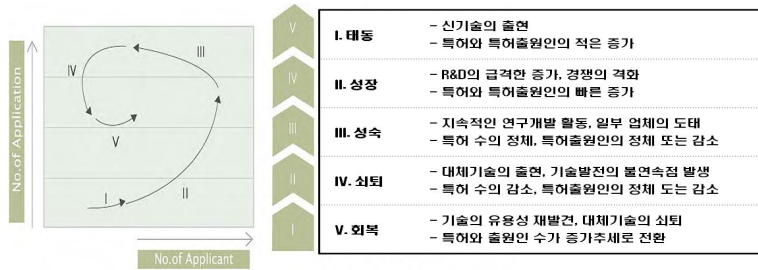 No.of Application
III
IV
V
I
II
No.of Applicant
V
IV
III
II
I
I. 태동
- 신기술의 출현
- 특허와 특허출원인의 적은 증가
II. 성장
- R&D의 급격한 증가, 경쟁의 격화
- 특허와 특허출원인의 빠른 증가
III. 성숙
- 지속적인 연구개발 활동, 일부 업체의 도태
- 특허 수의 정체, 특허출원인의 정체 또는 감소
IV. 쇠퇴
- 대체기술의 출현, 기술발전의 불연속점 발생
- 특허 수의 감소, 특허출원인의 정체 도는 감소
V. 회복
- 기술의 유용성 재발견, 대체기술의 쇠퇴
- 특허와 출원인 수가 증가추세로 전환